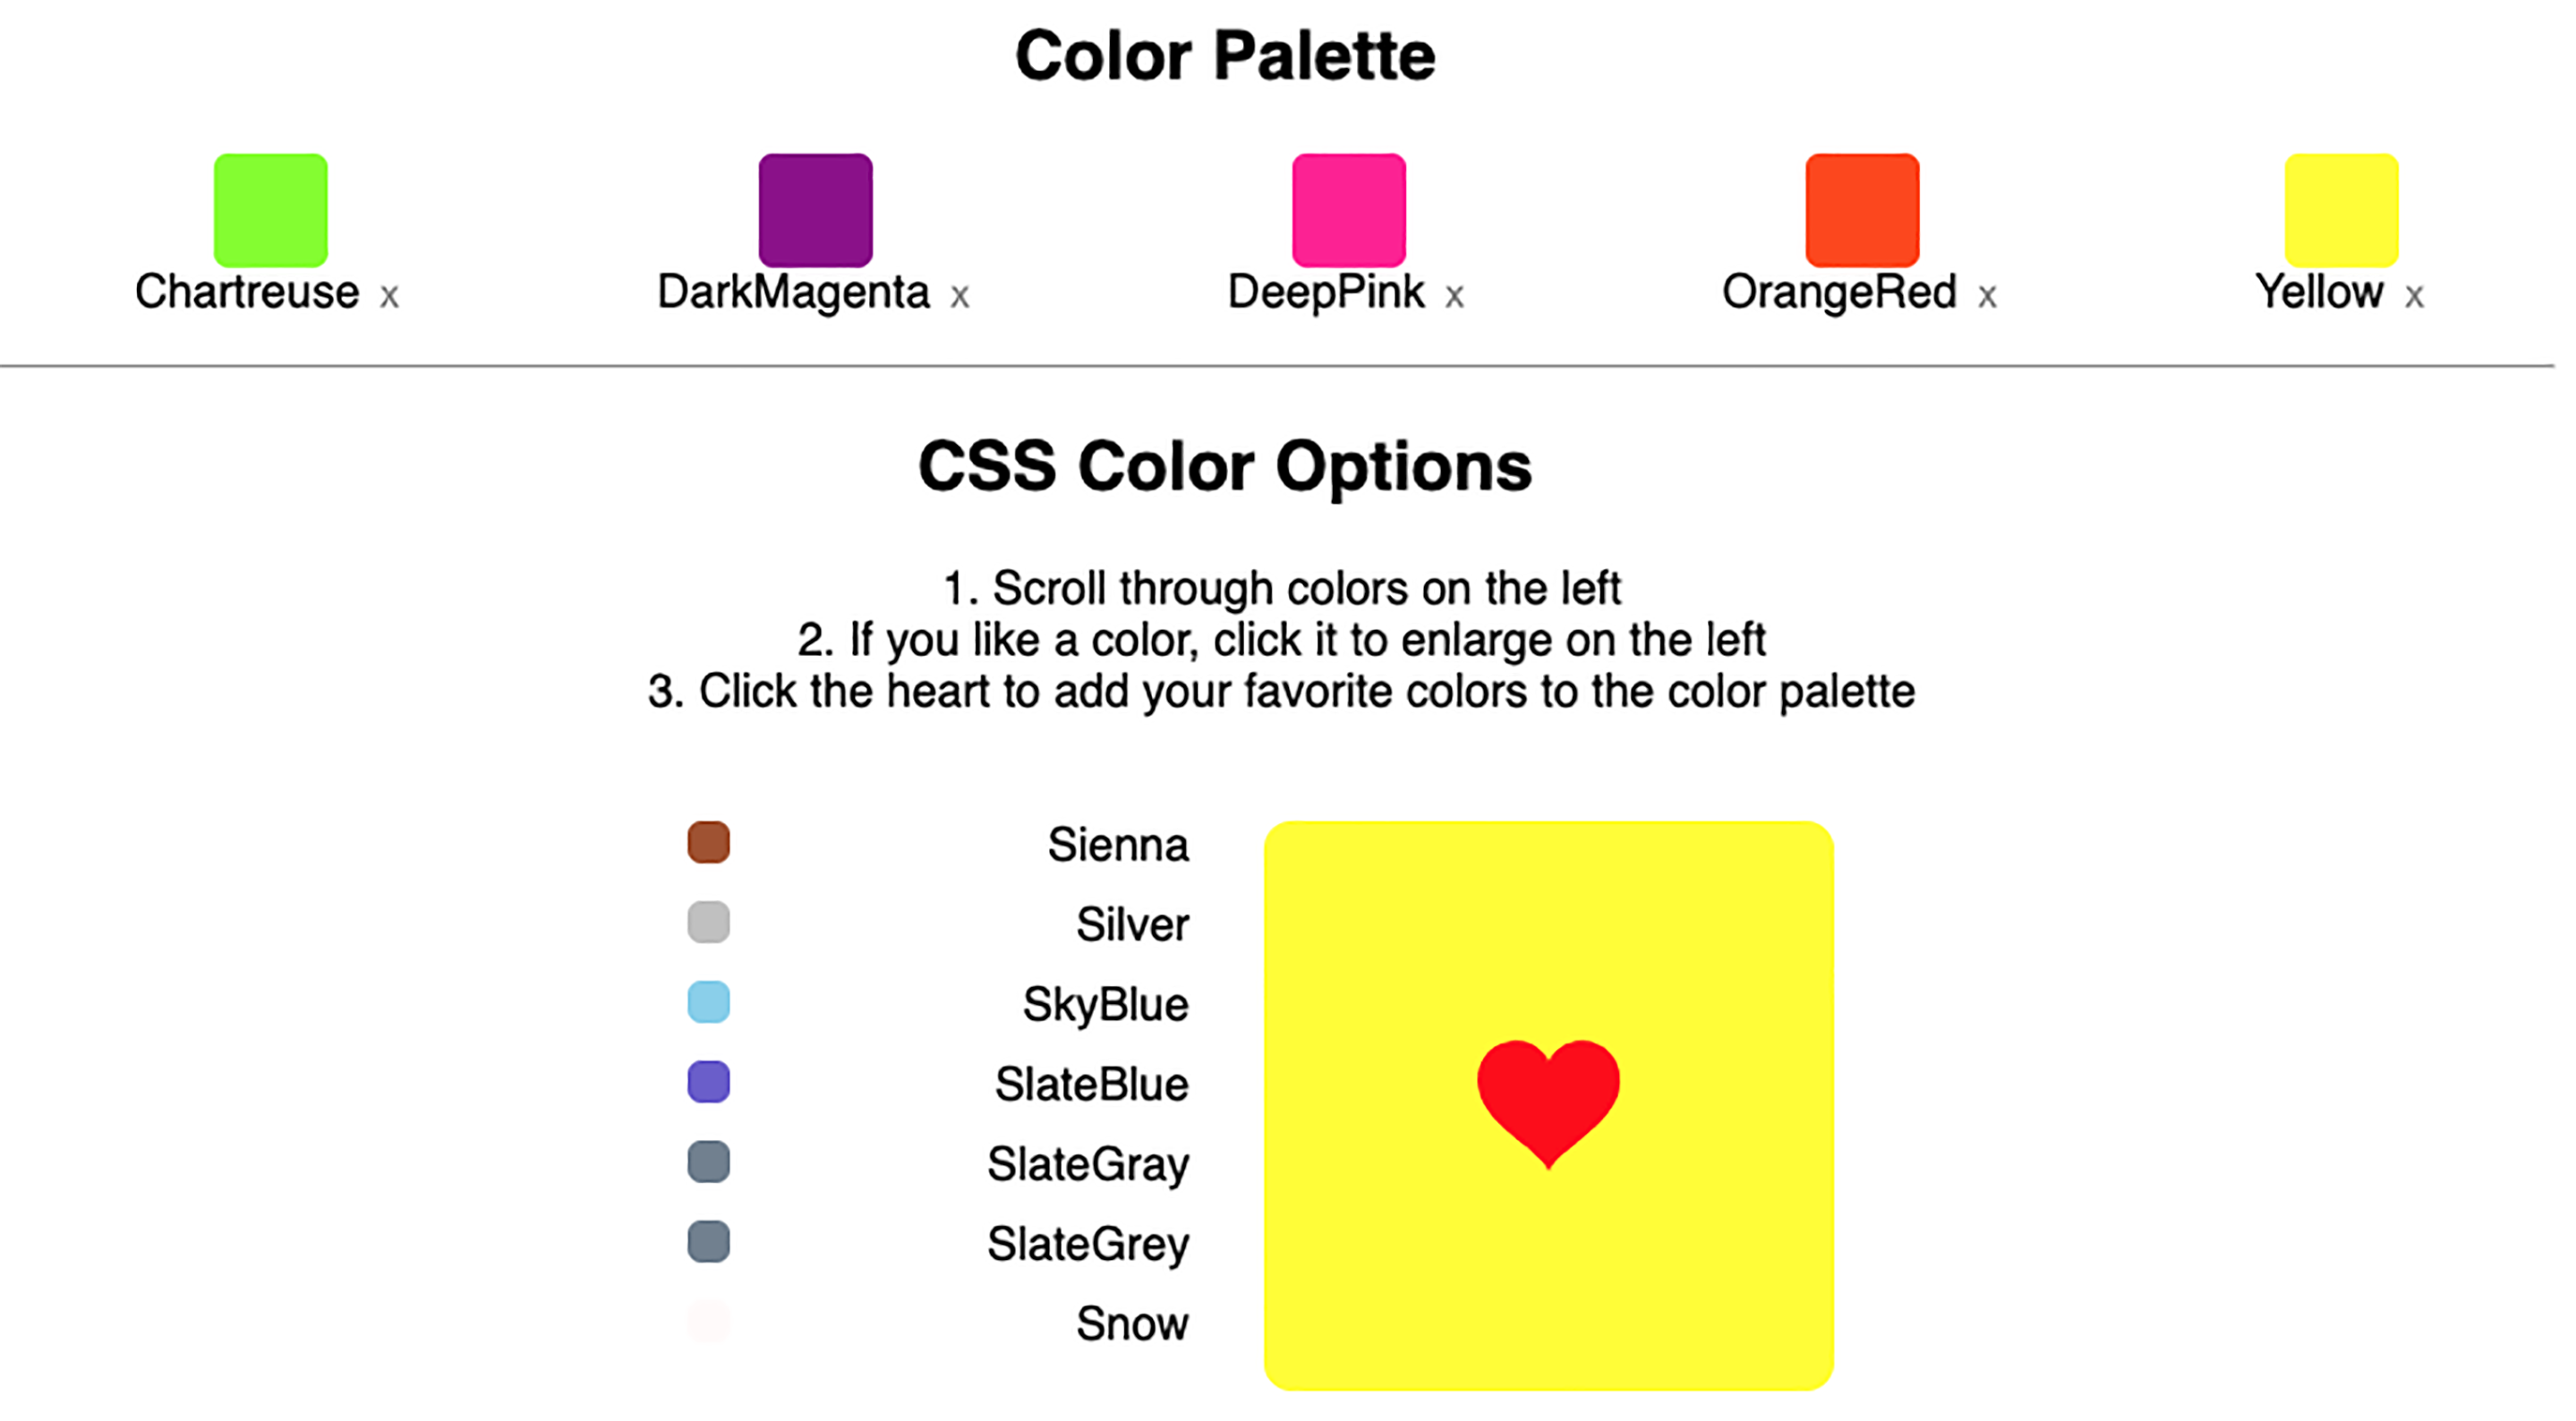 Color Palette
Chartreuse x DarkMagenta x DeepPink x OrangeRed x Yellow x
CSS Color Options
1. Scroll through colors on the left
2. If you like a color, click it to enlarge on the left
3. Click the heart to add your favorite colors to the color palette
Sienna
Silver
SkyBlue
SlateBlue
SlateGray
SlateGrey
Snow